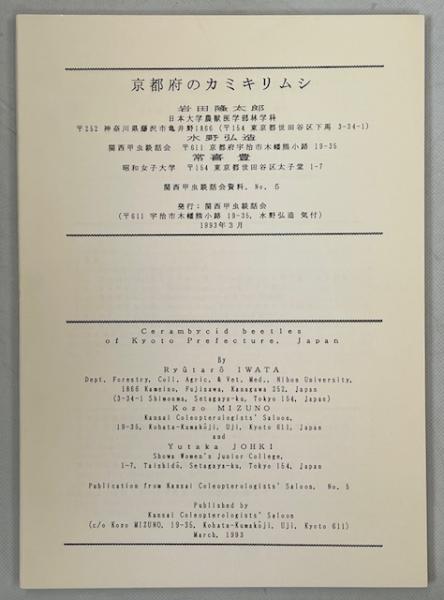 京都府のカミキリムシ
岩田隆太郎
日本大学農獣医学部林学科
〒252 神奈川県藤沢市亀井野1866 (〒154 東京都世田谷区下馬 3-34-1)
水野弘造
関西甲虫談話会 〒611 京都府宇治市木幡熊小路 19-35
常喜 豊
昭和女子大学 〒154 東京都世田谷区太子堂 1-7
関西甲虫談話会資料, No. 5
発行: 関西甲虫談話会
(〒611 宇治市木幡熊小路 19-35, 水野弘造 気付)
1993年3月
Cerambycid beetles
of Kyoto Prefecture, Japan
By
Ryûtarô IWATA
Dept. Forestry, Coll. Agric. & Vet. Med., Nihon University,
1866 Kameino, Fujisawa, Kanagawa 252, Japan
(3-34-1 Shimouma, Setagaya-ku, Tokyo 154, Japan)
Kozo MIZUNO
Kansai Coleopterologists' Saloon,
19-35, Kohata-Kumakôji, Uji, Kyoto 611, Japan
and
Yutaka JOHKI
Showa Women's Junior College,
1-7, Taishidô, Setagaya-ku, Tokyo 154, Japan
Publication from Kansai Coleopterologists' Saloon, No. 5
Published by
Kansai Coleopterologists' Saloon
(c/o Kozo MIZUNO, 19-35, Kohata-Kumakôji, Uji, Kyoto 611)
March, 1993